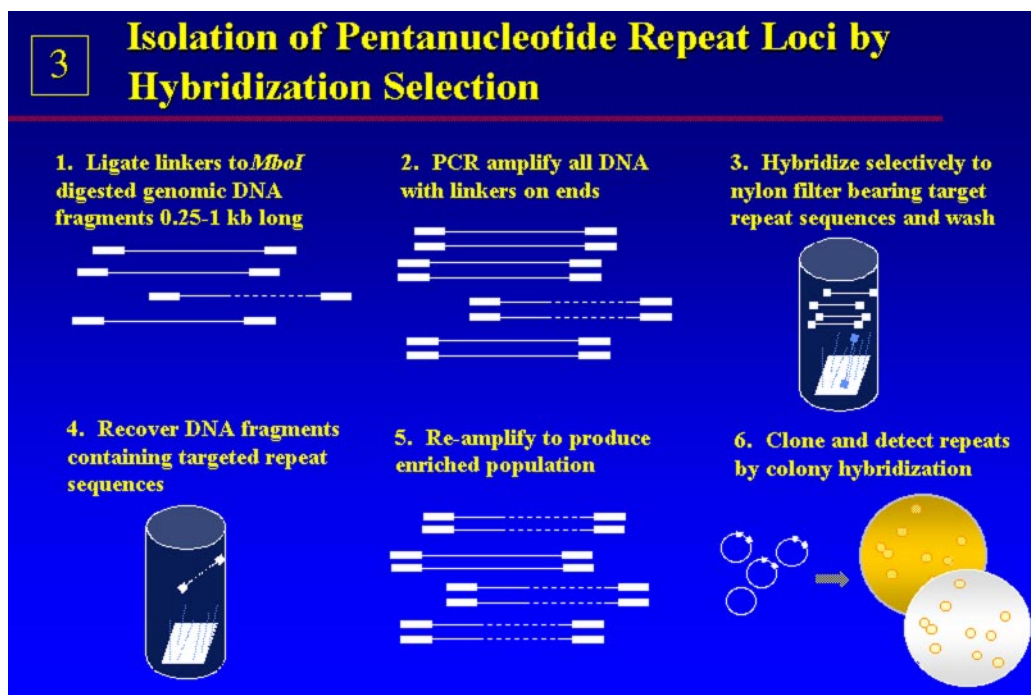 3
Isolation of Pentanucleotide Repeat Loci by
Hybridization Selection
1. Ligate linkers to MboI
digested genomic DNA
fragments 0.25-1 kb long
2. PCR amplify all DNA
with linkers on ends
3. Hybridize selectively to
nylon filter bearing target
repeat sequences and wash
4. Recover DNA fragments
containing targeted repeat
sequences
5. Re-amplify to produce
enriched population
6. Clone and detect repeats
by colony hybridization